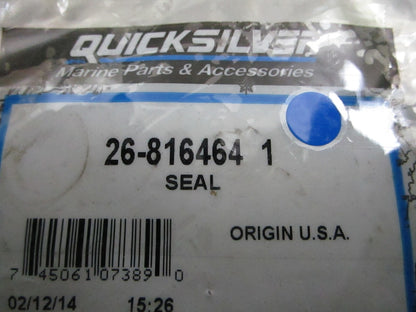 QUICKSILVER
Marine Parts & Accessories
26-816464 1
SEAL
ORIGIN U.S.A.
7 45061 07389 0
02/12/14 15:26